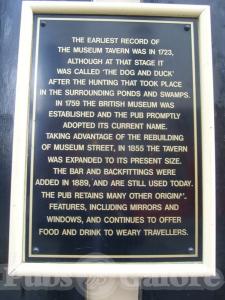 THE EARLIEST RECORD OF
THE MUSEUM TAVERN WAS IN 1723,
ALTHOUGH AT THAT STAGE IT
WAS CALLED 'THE DOG AND DUCK'
AFTER THE HUNTING THAT TOOK PLACE
IN THE SURROUNDING PONDS AND SWAMPS.
IN 1759 THE BRITISH MUSEUM WAS
ESTABLISHED AND THE PUB PROMPTLY
ADOPTED ITS CURRENT NAME.
TAKING ADVANTAGE OF THE REBUILDING
OF MUSEUM STREET, IN 1855 THE TAVERN
WAS EXPANDED TO ITS PRESENT SIZE.
THE BAR AND BACKFITTINGS WERE
ADDED IN 1889, AND ARE STILL USED TODAY.
THE PUB RETAINS MANY OTHER ORIGINAL
FEATURES, INCLUDING MIRRORS AND
WINDOWS, AND CONTINUES TO OFFER
FOOD AND DRINK TO WEARY TRAVELLERS.
Pubs Galore